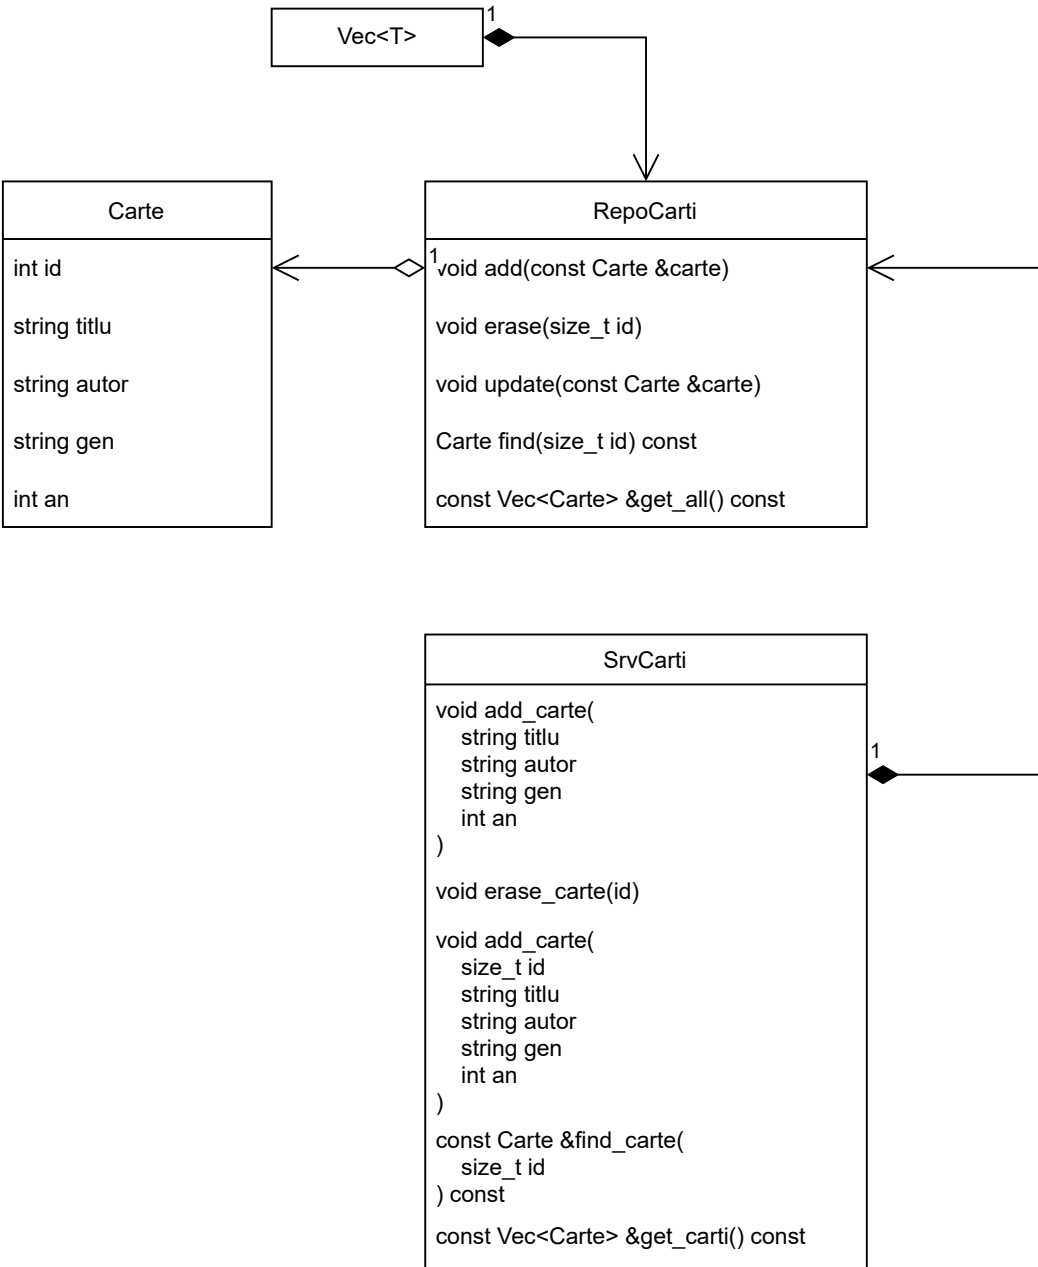 1
Vec<T>
Carte
int id
string titlu
string autor
string gen
int an
RepoCarti
1
void add(const Carte &carte)
void erase(size_t id)
void update(const Carte &carte)
Carte find(size_t id) const
const Vec<Carte> &get_all() const
SrvCarti
void add_carte(
string titlu
string autor
string gen
int an
)
1
void erase_carte(id)
void add_carte(
size_t id
string titlu
string autor
string gen
int an
)
const Carte &find_carte(
size_t id
) const
const Vec<Carte> &get_carti() const